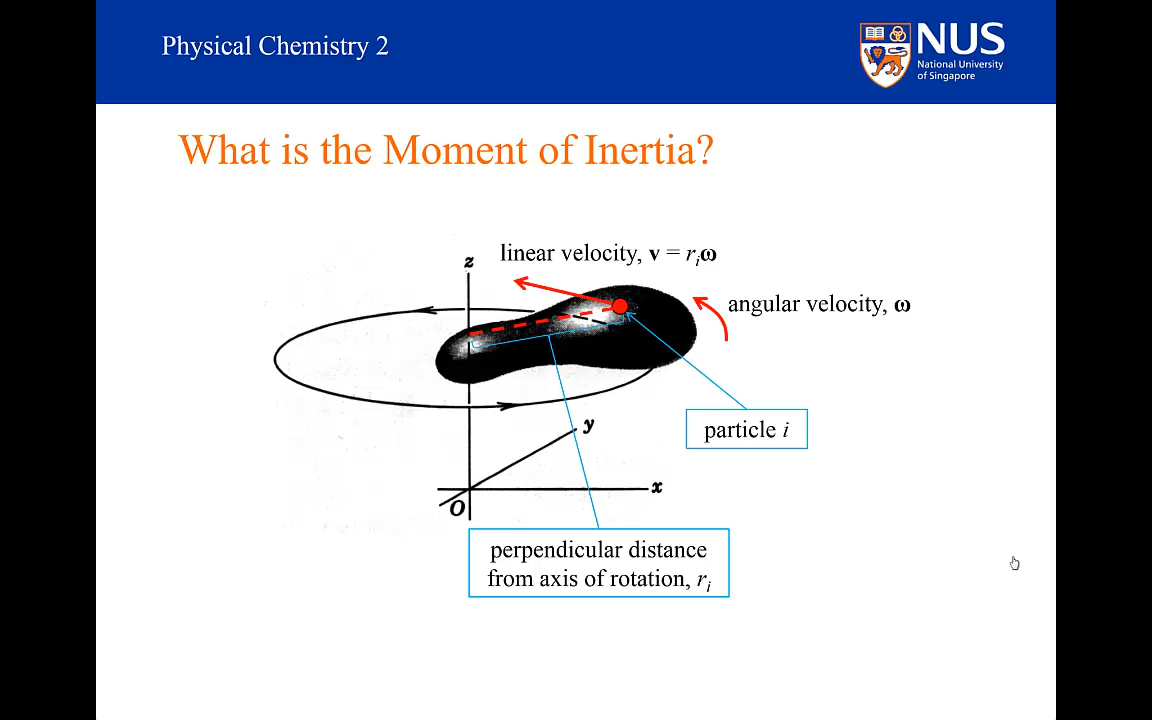 Physical Chemistry 2
NUS
National University
of Singapore
What is the Moment of Inertia?
linear velocity, v = rᵢω
z
angular velocity, ω
particle i
y
x
O
perpendicular distance
from axis of rotation, rᵢ